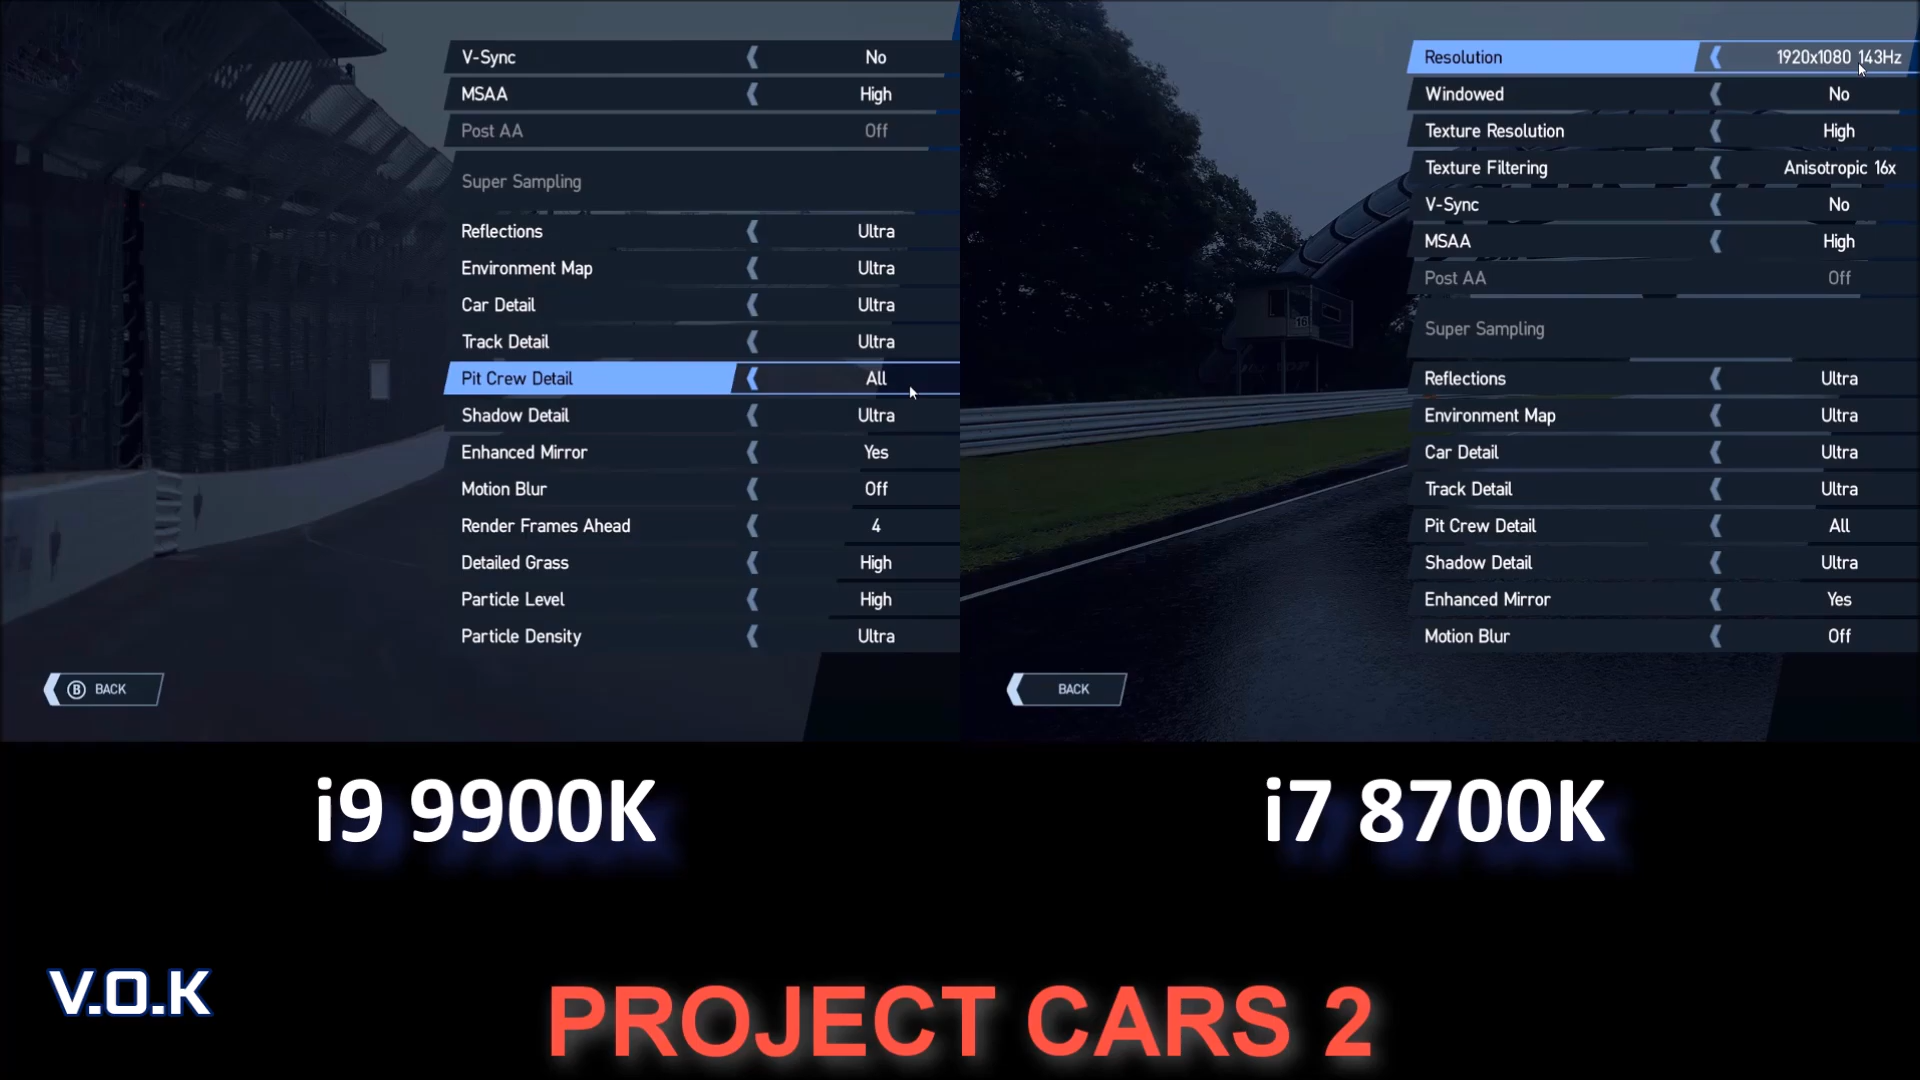 V-Sync No
MSAA High
Post AA Off
Super Sampling
Reflections Ultra
Environment Map Ultra
Car Detail Ultra
Track Detail Ultra
Pit Crew Detail All
Shadow Detail Ultra
Enhanced Mirror Yes
Motion Blur Off
Render Frames Ahead 4
Detailed Grass High
Particle Level High
Particle Density Ultra
B BACK
Resolution 1920x1080 143Hz
Windowed No
Texture Resolution High
Texture Filtering Anisotropic 16x
V-Sync No
MSAA High
Post AA Off
Super Sampling
Reflections Ultra
Environment Map Ultra
Car Detail Ultra
Track Detail Ultra
Pit Crew Detail All
Shadow Detail Ultra
Enhanced Mirror Yes
Motion Blur Off
16
BACK
i9 9900K
i7 8700K
V.O.K
PROJECT CARS 2